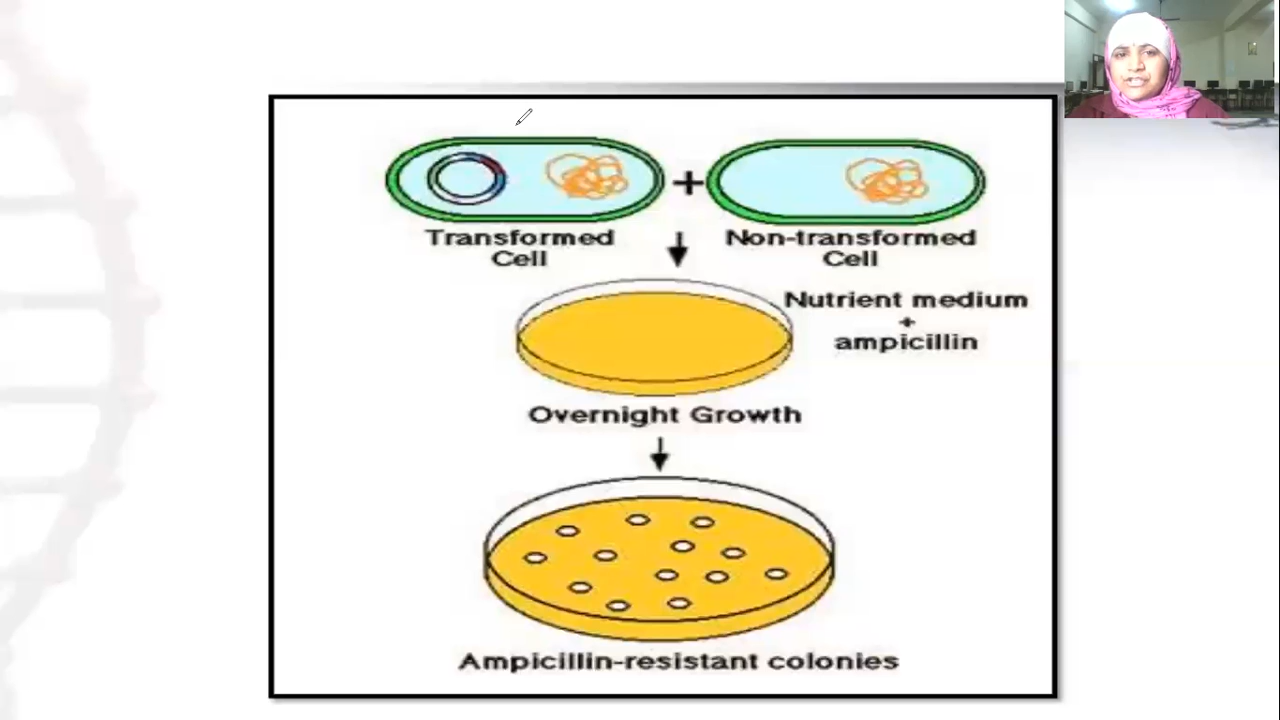 +
Transformed
Cell
Non-transformed
Cell
Nutrient medium
+
ampicillin
Overnight Growth
Ampicillin-resistant colonies